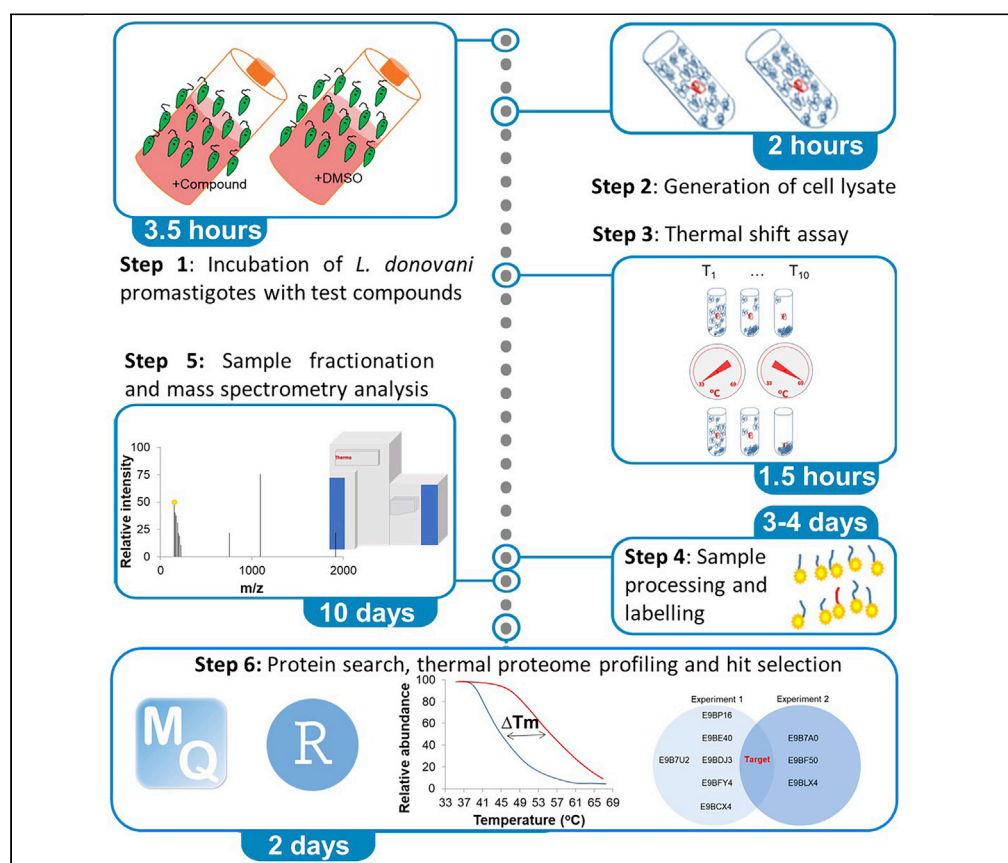 +Compound
+DMSO
3.5 hours
Step 1: Incubation of L. donovani
promastigotes with test compounds
2 hours
Step 2: Generation of cell lysate
Step 3: Thermal shift assay
T1 ... T10
33 69
°C
33 69
°C
1.5 hours
3-4 days
Step 4: Sample
processing and
labelling
Step 5: Sample fractionation
and mass spectrometry analysis
Relative intensity
100
75
50
25
0
0 1000 2000
m/z
Thermo
10 days
Step 6: Protein search, thermal proteome profiling and hit selection
M
Q
R
Relative abundance
100
80
60
40
20
0
ΔTm
33 37 41 45 49 53 57 61 65 69
Temperature (°C)
Experiment 1 Experiment 2
E9BP16
E9BE40 E9B7A0
E9B7U2 E9BDJ3 Target E9BF50
E9BFY4 E9BLX4
E9BCX4
2 days